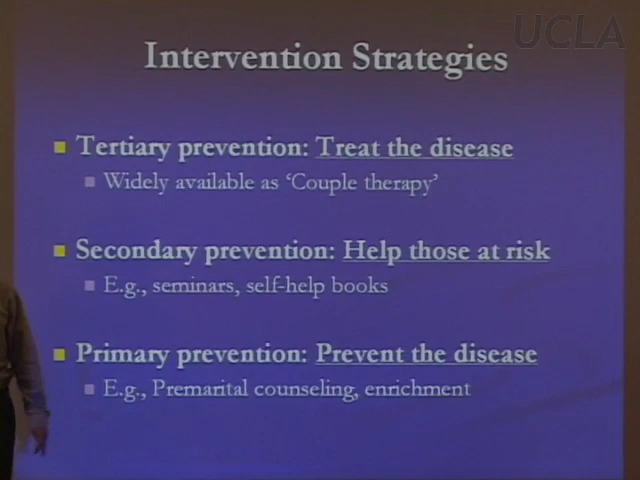 UCLA
Intervention Strategies
Tertiary prevention: Treat the disease
Widely available as ‘Couple therapy’
Secondary prevention: Help those at risk
E.g., seminars, self-help books
Primary prevention: Prevent the disease
E.g., Premarital counseling, enrichment